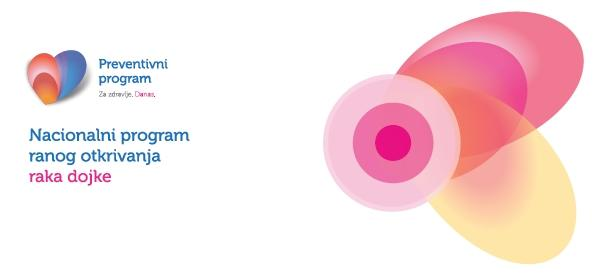 Preventivni
program
Za zdravlje. Danas.
Nacionalni program
ranog otkrivanja
raka dojke